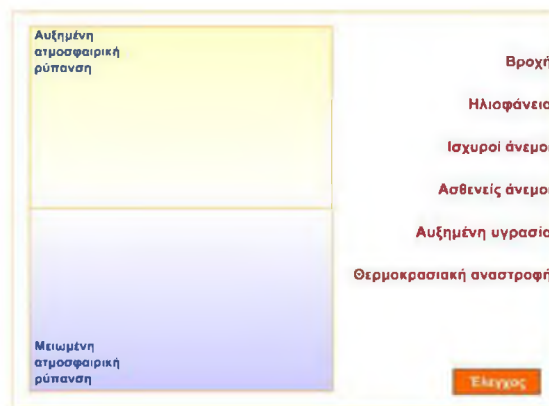 Αυξημένη
ατμοσφαιρική
ρύπανση
Βροχή
Ηλιοφάνεια
Ισχυροί άνεμοι
Ασθενείς άνεμοι
Αυξημένη υγρασία
Θερμοκρασιακή αναστροφή
Μειωμένη
ατμοσφαιρική
ρύπανση
Έλεγχος